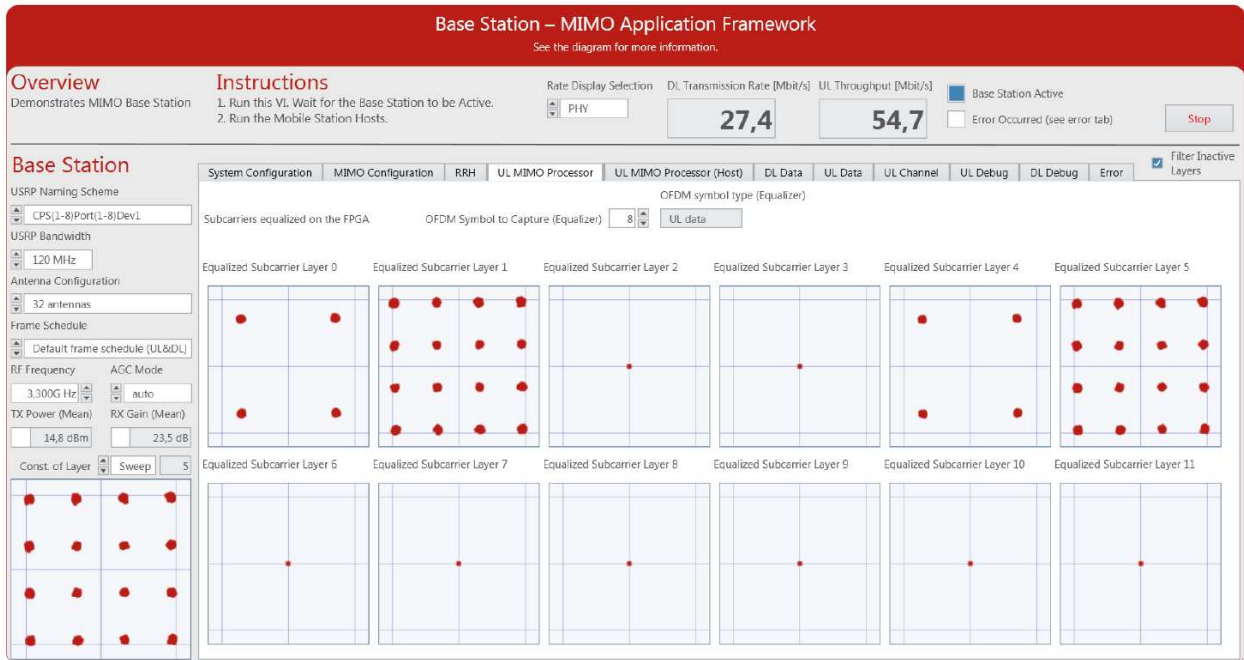 Base Station – MIMO Application Framework
See the diagram for more information.
Overview
Demonstrates MIMO Base Station
Instructions
1. Run this VI. Wait for the Base Station to be Active.
2. Run the Mobile Station Hosts.
Rate Display Selection
PHY
DL Transmission Rate [Mbit/s]
27,4
UL Throughput [Mbit/s]
54,7
Base Station Active
Error Occurred (see error tab)
Stop
Base Station
USRP Naming Scheme
CPS(1-8)Port(1-8)Dev1
USRP Bandwidth
120 MHz
Antenna Configuration
32 antennas
Frame Schedule
Default frame schedule (UL&DL)
RF Frequency
AGC Mode
3,300G Hz
auto
TX Power (Mean)
RX Gain (Mean)
14,8 dBm
23,5 dB
Const. of Layer
Sweep
5
System Configuration
MIMO Configuration
RRH
UL MIMO Processor
UL MIMO Processor (Host)
DL Data
UL Data
UL Channel
UL Debug
DL Debug
Error
Filter Inactive
Layers
Subcarriers equalized on the FPGA
OFDM Symbol to Capture (Equalizer)
8
OFDM symbol type (Equalizer)
UL data
Equalized Subcarrier Layer 0
Equalized Subcarrier Layer 1
Equalized Subcarrier Layer 2
Equalized Subcarrier Layer 3
Equalized Subcarrier Layer 4
Equalized Subcarrier Layer 5
Equalized Subcarrier Layer 6
Equalized Subcarrier Layer 7
Equalized Subcarrier Layer 8
Equalized Subcarrier Layer 9
Equalized Subcarrier Layer 10
Equalized Subcarrier Layer 11